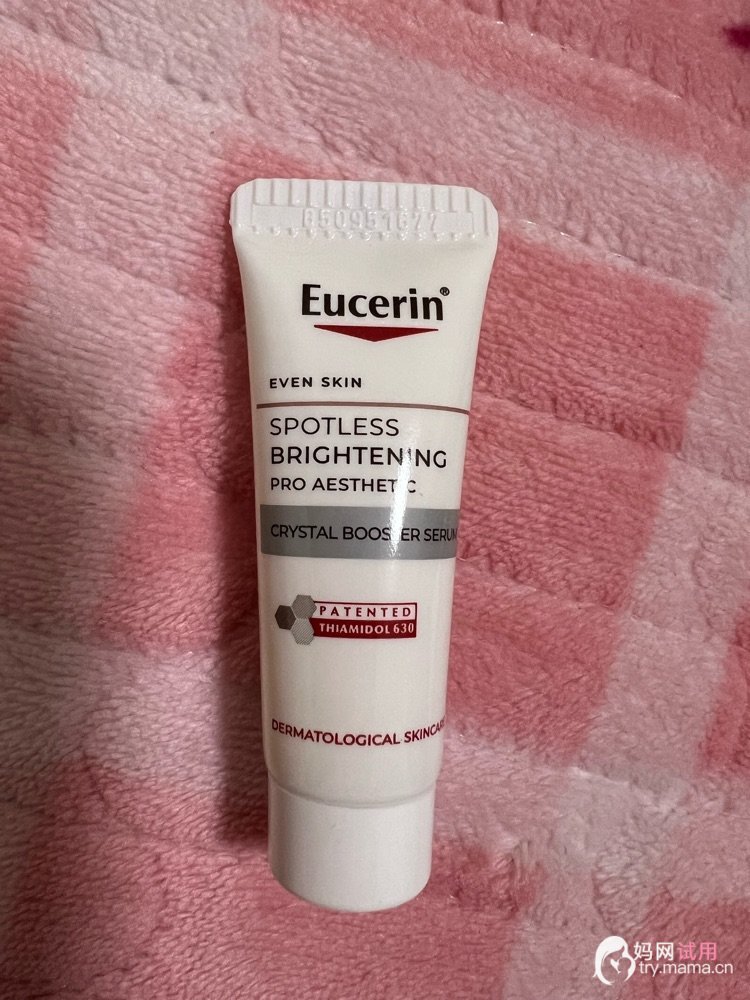 Eucerin®
EVEN SKIN
SPOTLESS
BRIGHTENING
PRO AESTHETIC
CRYSTAL BOOSTER SERUM
PATENTED
THIAMIDOL 630
DERMATOLOGICAL SKINCARE
妈网试用
try.mama.cn